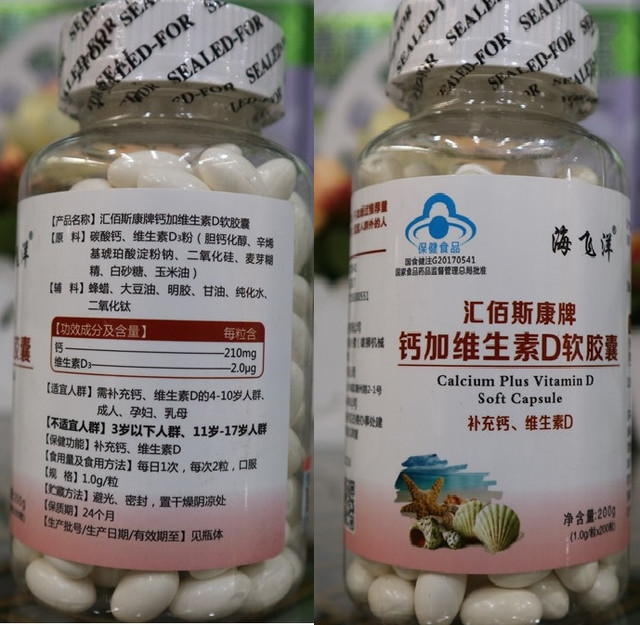 SEALED-FOR
SEALED-FOR
SEALED-FOR
洋®
【产品名称】汇佰斯康牌钙加维生素D软胶囊
【原　料】碳酸钙、维生素D₃粉（胆钙化醇、辛烯
基琥珀酸淀粉钠、二氧化硅、麦芽糊
精、白砂糖、玉米油）
【辅　料】蜂蜡、大豆油、明胶、甘油、纯化水、
二氧化钛
【功效成分及含量】 每粒含
钙 210mg
维生素D₃ 2.0μg
【适宜人群】需补充钙、维生素D的4-10岁人群、
成人、孕妇、乳母
【不适宜人群】3岁以下人群、11岁-17岁人群
【保健功能】补充钙、维生素D
【食用量及食用方法】每日1次，每次2粒，口服
【规　格】1.0g/粒
【贮藏方法】避光、密封，置干燥阴凉处
【保质期】24个月
【生产批号/生产日期/有效期至】见瓶体
胶囊
SEALED-FOR
SEALED-FOR
SEALED-FOR
保健食品
国食健注G20170541
国家食品药品监督管理总局批准
海飞洋®
汇佰斯康牌
钙加维生素D软胶囊
Calcium Plus Vitamin D
Soft Capsule
补充钙、维生素D
净含量:200g
(1.0g/粒x200粒)